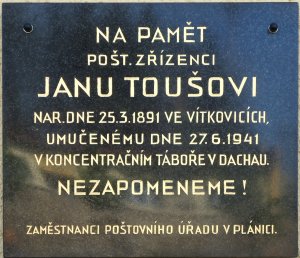 NA PAMĚT
POŠT. ZŘÍZENCI
JANU TOUŠOVI
NAR. DNE 25.3.1891 VE VÍTKOVICÍCH,
UMUČENÉMU DNE 27.6.1941
V KONCENTRAČNÍM TÁBOŘE V DACHAU.
NEZAPOMENEME!
ZAMĚSTNANCI POŠTOVNÍHO ÚŘADU V PLÁNICI.